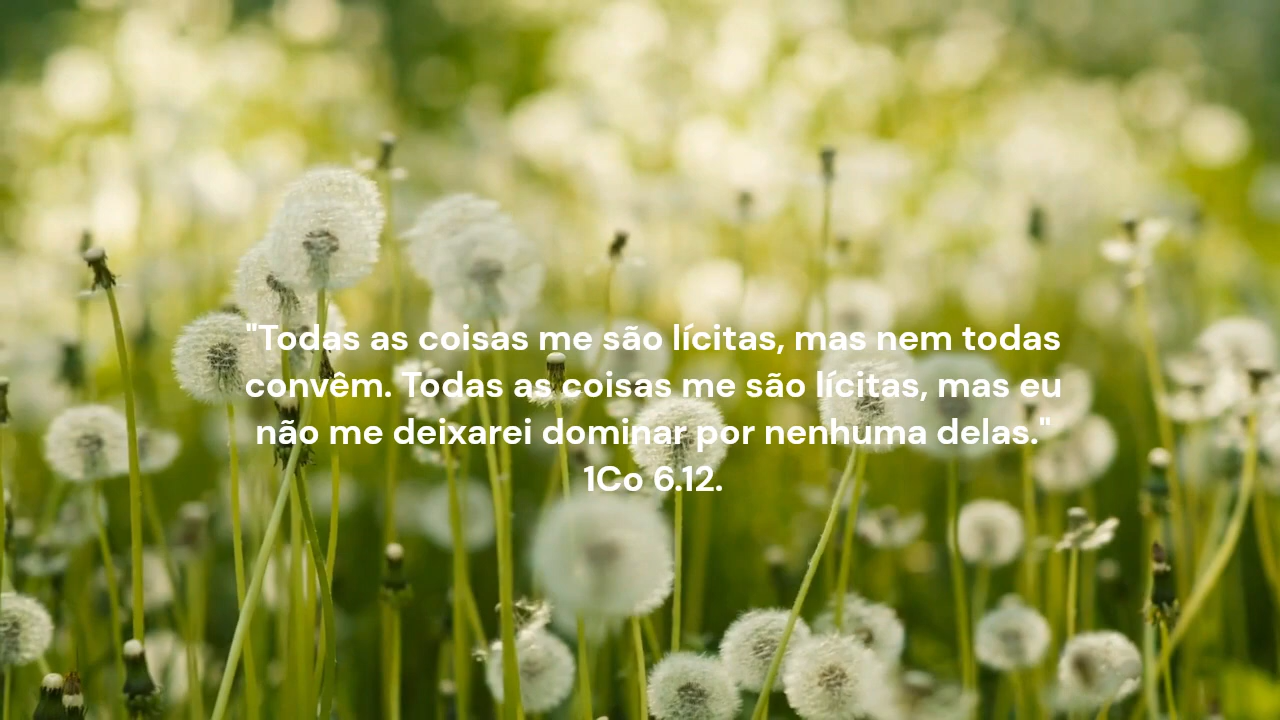 "Todas as coisas me são lícitas, mas nem todas
convêm. Todas as coisas me são lícitas, mas eu
não me deixarei dominar por nenhuma delas."
1Co 6.12.